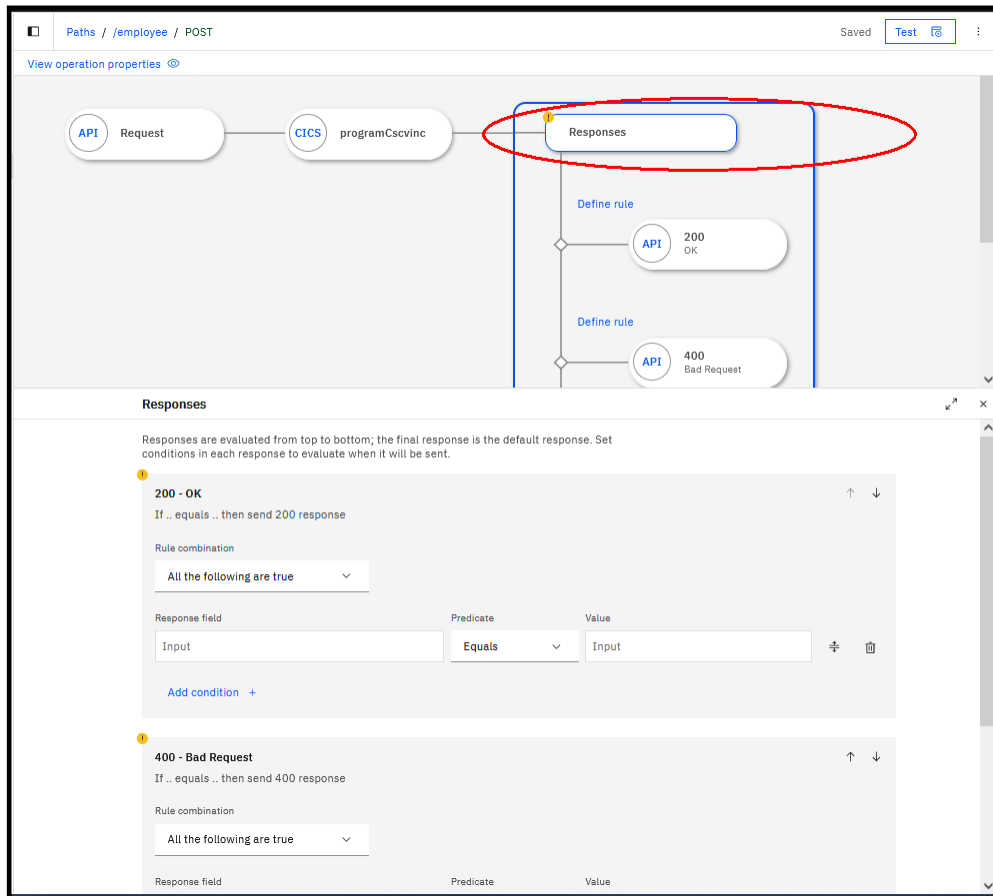 Paths / /employee / POST
Saved
Test
View operation properties
API Request
CICS programCscvinc
! Responses
Define rule
API 200
OK
Define rule
API 400
Bad Request
Responses
Responses are evaluated from top to bottom; the final response is the default response. Set
conditions in each response to evaluate when it will be sent.
!
200 - OK
If .. equals .. then send 200 response
Rule combination
All the following are true
Response field Predicate Value
Input Equals Input
Add condition +
!
400 - Bad Request
If .. equals .. then send 400 response
Rule combination
All the following are true
Response field Predicate Value